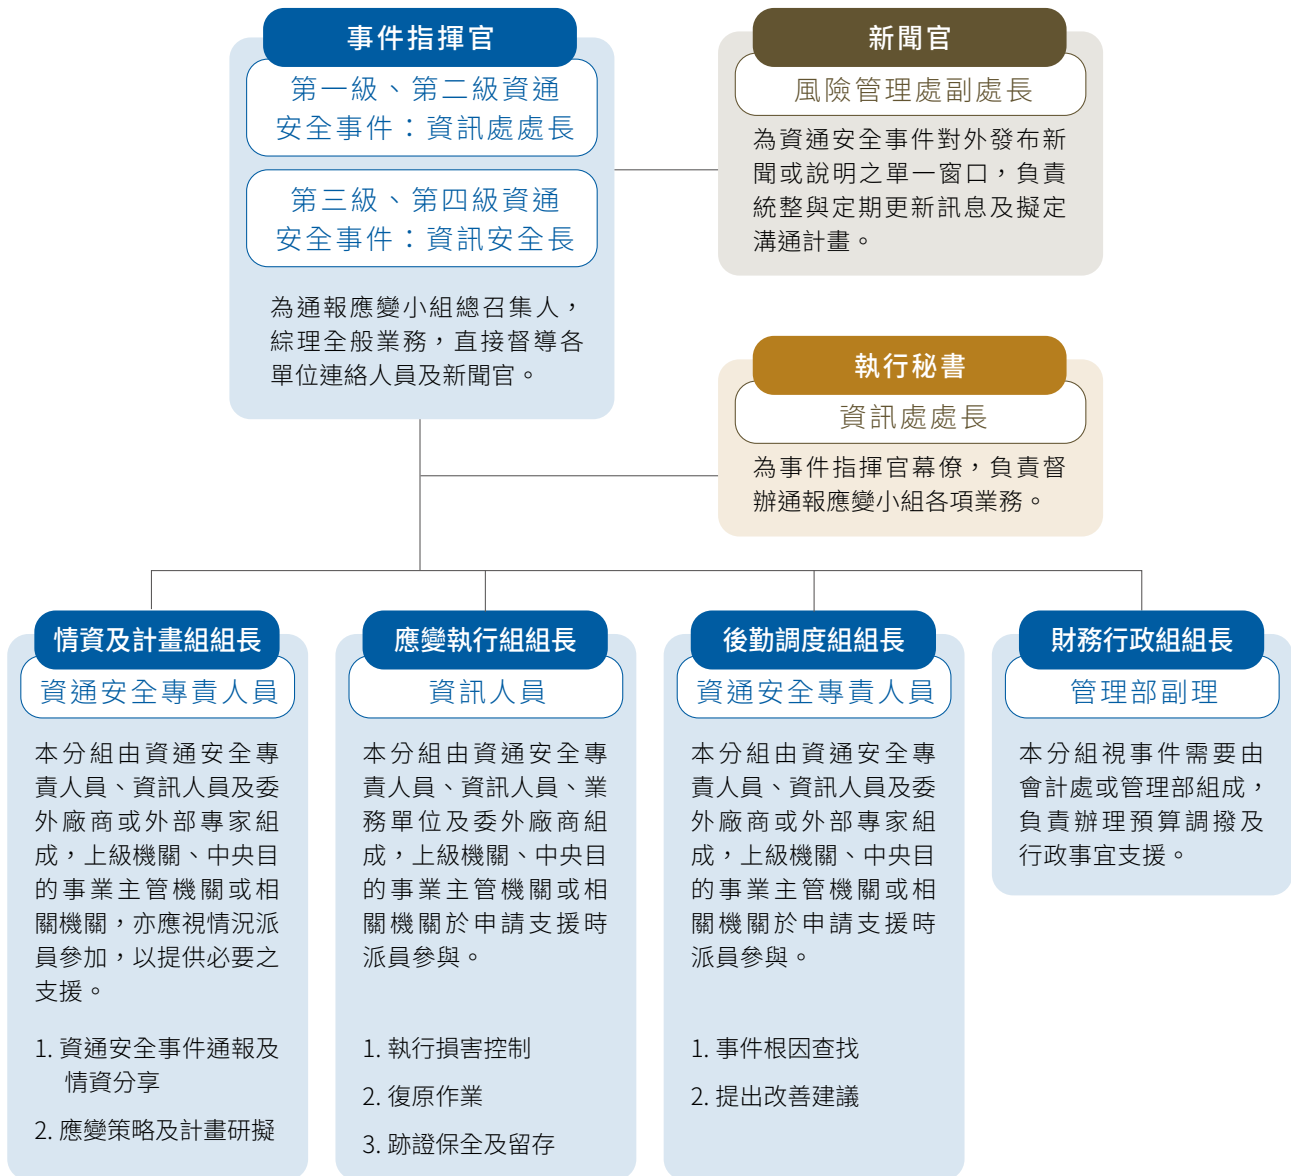 事件指揮官
第一級、第二級資通
安全事件：資訊處處長
第三級、第四級資通
安全事件：資訊安全長
為通報應變小組總召集人，
綜理全般業務，直接督導各
單位連絡人員及新聞官。
新聞官
風險管理處副處長
為資通安全事件對外發布新
聞或說明之單一窗口，負責
統整與定期更新訊息及擬定
溝通計畫。
執行秘書
資訊處處長
為事件指揮官幕僚，負責督
辦通報應變小組各項業務。
情資及計畫組組長
資通安全專責人員
本分組由資通安全專
責人員、資訊人員及委
外廠商或外部專家組
成，上級機關、中央目
的事業主管機關或相
關機關，亦應視情況派
員參加，以提供必要之
支援。
1. 資通安全事件通報及
情資分享
2. 應變策略及計畫研擬
應變執行組組長
資訊人員
本分組由資通安全專
責人員、資訊人員、業
務單位及委外廠商組
成，上級機關、中央目
的事業主管機關或相
關機關於申請支援時
派員參與。
1. 執行損害控制
2. 復原作業
3. 跡證保全及留存
後勤調度組組長
資通安全專責人員
本分組由資通安全專
責人員、資訊人員及委
外廠商或外部專家組
成，上級機關、中央目
的事業主管機關或相
關機關於申請支援時
派員參與。
1. 事件根因查找
2. 提出改善建議
財務行政組組長
管理部副理
本分組視事件需要由
會計處或管理部組成，
負責辦理預算調撥及
行政事宜支援。